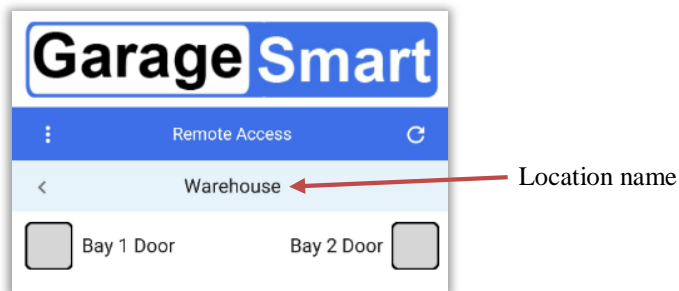 Garage Smart
Remote Access
Warehouse
Location name
Bay 1 Door Bay 2 Door